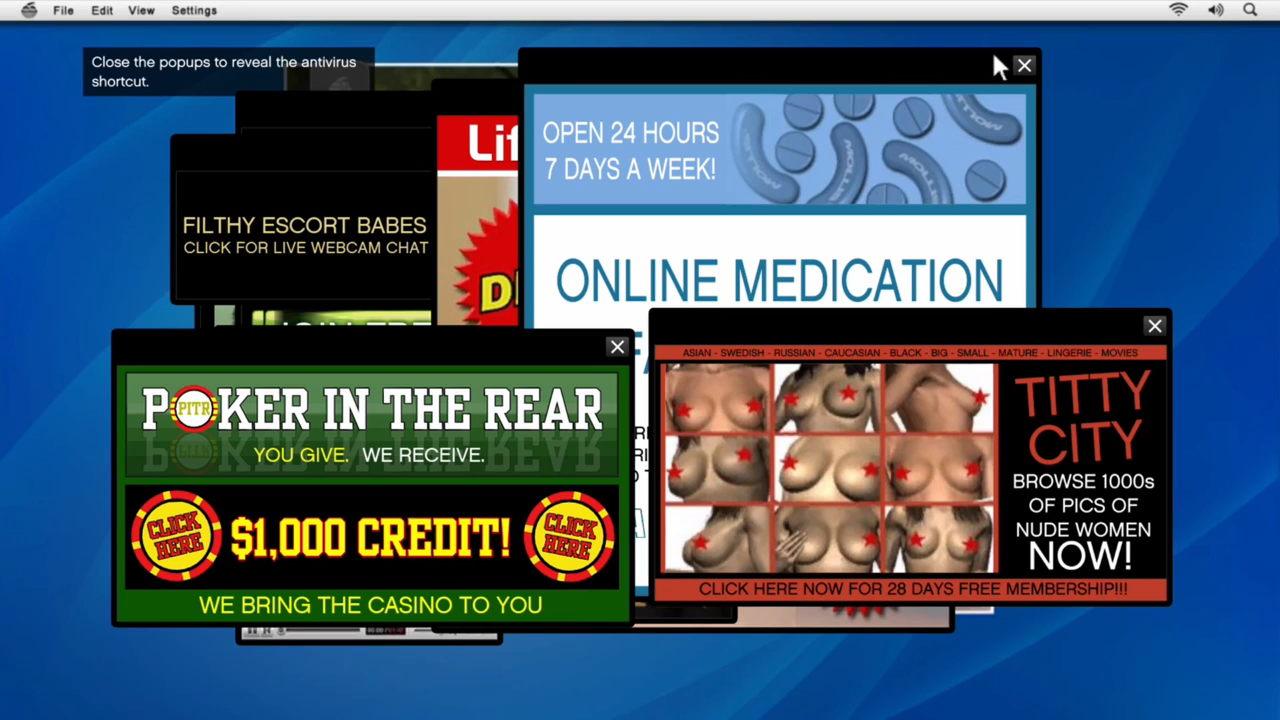 File Edit View Settings
Close the popups to reveal the antivirus
shortcut.
OPEN 24 HOURS
7 DAYS A WEEK!
FILTHY ESCORT BABES
CLICK FOR LIVE WEBCAM CHAT
ONLINE MEDICATION
JOIN FRE
POKER IN THE REAR
PITR
YOU GIVE. WE RECEIVE.
CLICK
HERE
$1,000 CREDIT!
CLICK
HERE
WE BRING THE CASINO TO YOU
ASIAN - SWEDISH - RUSSIAN - CAUCASIAN - BLACK - BIG - SMALL - MATURE - LINGERIE - MOVIES
TITTY
CITY
BROWSE 1000s
OF PICS OF
NUDE WOMEN
NOW!
CLICK HERE NOW FOR 28 DAYS FREE MEMBERSHIP!!!